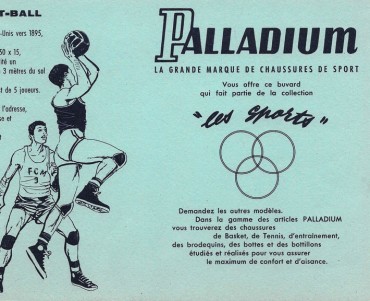 T-BALL
-Unis vers 1895,
50 x 15,
ité un
3 mètres du sol
st de 5 joueurs.
l'adresse,
se et
F.C.M
PALLADIUM
LA GRANDE MARQUE DE CHAUSSURES DE SPORT
Vous offre ce buvard
qui fait partie de la collection
"les sports"
Demandez les autres modèles.
Dans la gamme des articles PALLADIUM
vous trouverez des chaussures
de Basket, de Tennis, d'entrainement,
des brodequins, des bottes et des bottillons
étudiés et réalisés pour vous assurer
le maximum de confort et d'aisance.